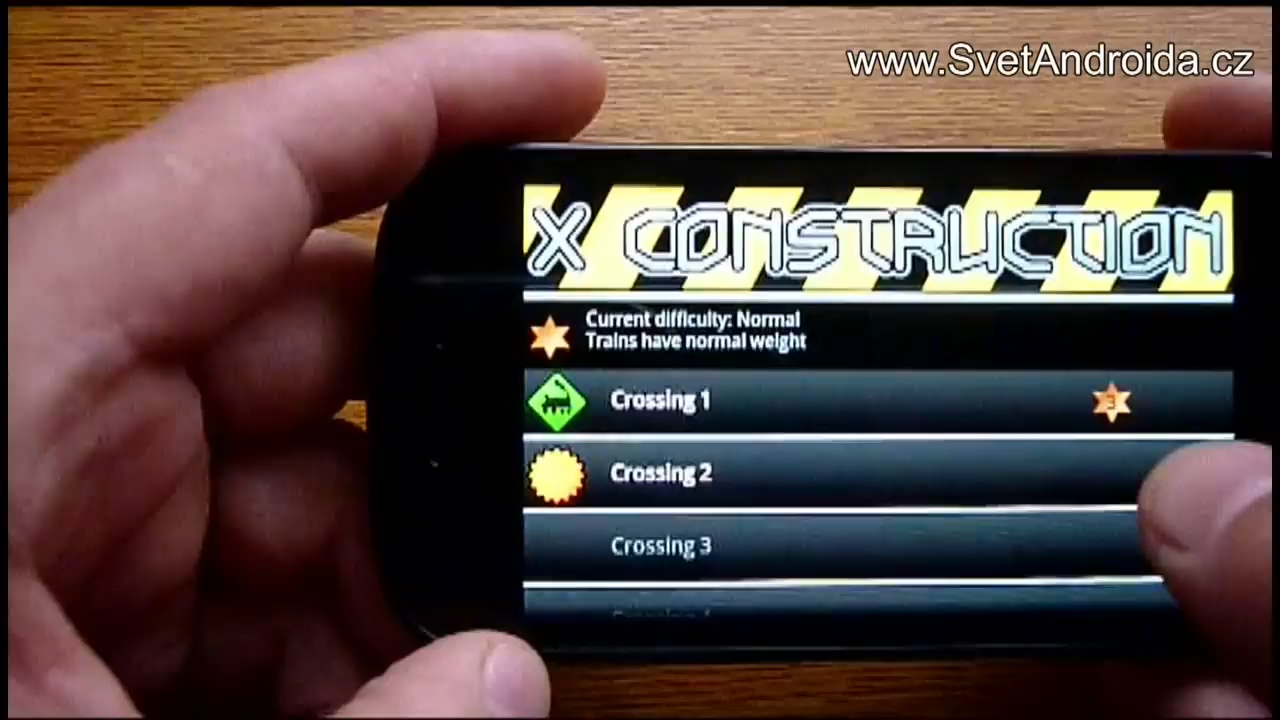 www.SvetAndroida.cz
X CONSTRUCTION
Current difficulty: Normal
Trains have normal weight
Crossing 1
3
Crossing 2
Crossing 3